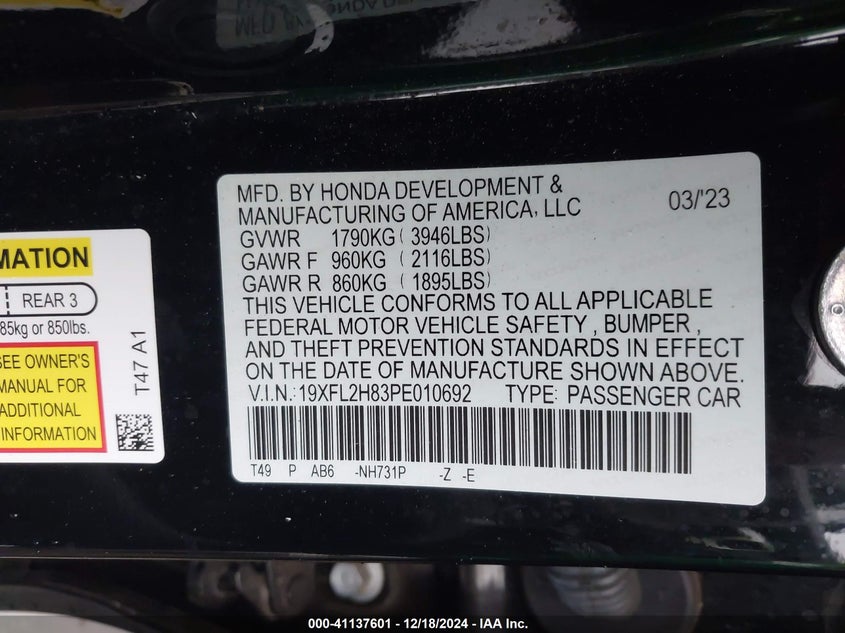 MFD. BY HONDA DEVELOPMENT &
MANUFACTURING OF AMERICA, LLC
03/'23
GVWR 1790KG ( 3946LBS)
GAWR F 960KG ( 2116LBS)
GAWR R 860KG ( 1895LBS)
THIS VEHICLE CONFORMS TO ALL APPLICABLE
FEDERAL MOTOR VEHICLE SAFETY , BUMPER ,
AND THEFT PREVENTION STANDARDS IN EFFECT
ON THE DATE OF MANUFACTURE SHOWN ABOVE.
V.I.N.: 19XFL2H83PE010692 TYPE: PASSENGER CAR
T49 P AB6 -NH731P -Z -E
MATION
REAR 3
85kg or 850lbs.
SEE OWNER'S
MANUAL FOR
ADDITIONAL
INFORMATION
T47 A1
000-41137601 - 12/18/2024 - IAA Inc.